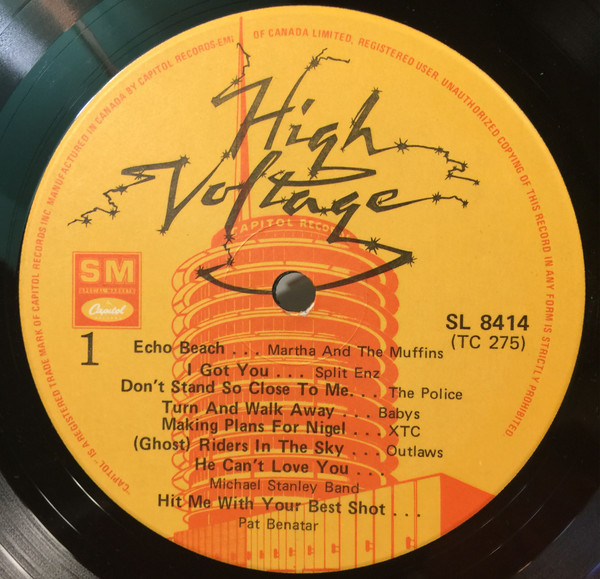 MANUFACTURED IN CANADA BY CAPITOL RECORDS-EMI OF CANADA LIMITED, REGISTERED USER. UNAUTHORIZED COPYING OF THIS RECORD IN ANY FORM IS STRICTLY PROHIBITED
"CAPITOL" IS A REGISTERED TRADE MARK OF CAPITOL RECORDS INC.
High
Voltage
CAPITOL RECORDS
SM
Capitol
1
SL 8414
(TC 275)
Echo Beach . . . Martha And The Muffins
I Got You . . . Split Enz
Don't Stand So Close To Me. . . The Police
Turn And Walk Away . . . Babys
Making Plans For Nigel . . . XTC
(Ghost) Riders In The Sky . . . Outlaws
He Can't Love You . . .
Michael Stanley Band
Hit Me With Your Best Shot . . .
Pat Benatar